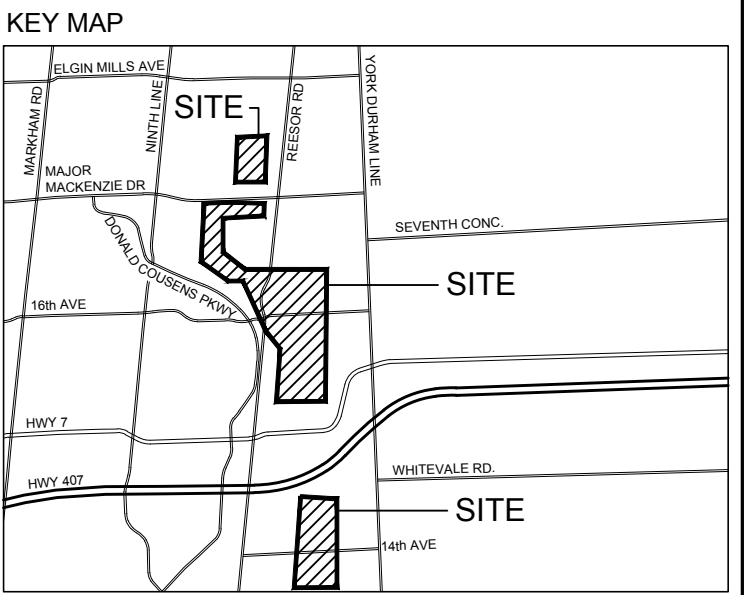 KEY MAP
ELGIN MILLS AVE
MARKHAM RD
NINTH LINE
SITE
REESOR RD
YORK DURHAM LINE
MAJOR
MACKENZIE DR
DONALD COUSENS PKWY
SEVENTH CONC.
SITE
16th AVE
HWY 7
HWY 407
WHITEVALE RD.
SITE
14th AVE